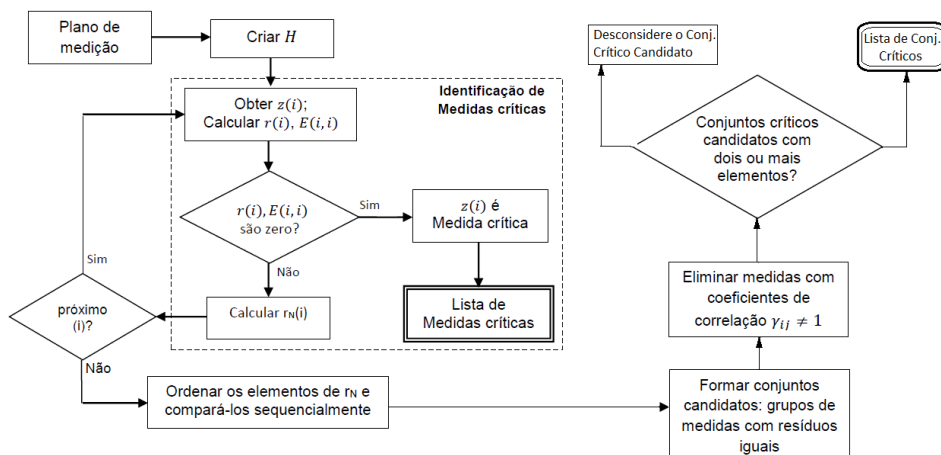 Plano de
medição
Criar H
Identificação de
Medidas críticas
Obter z(i);
Calcular r(i), E(i,i)
r(i), E(i,i)
são zero?
Sim
z(i) é
Medida crítica
Não
Lista de
Medidas críticas
Calcular rN(i)
Sim
próximo
(i)?
Não
Ordenar os elementos de rN e
compará-los sequencialmente
Formar conjuntos
candidatos: grupos de
medidas com resíduos
iguais
Eliminar medidas com
coeficientes de
correlação γij ≠ 1
Conjuntos críticos
candidatos com
dois ou mais
elementos?
Desconsidere o Conj.
Crítico Candidato
Lista de Conj.
Críticos